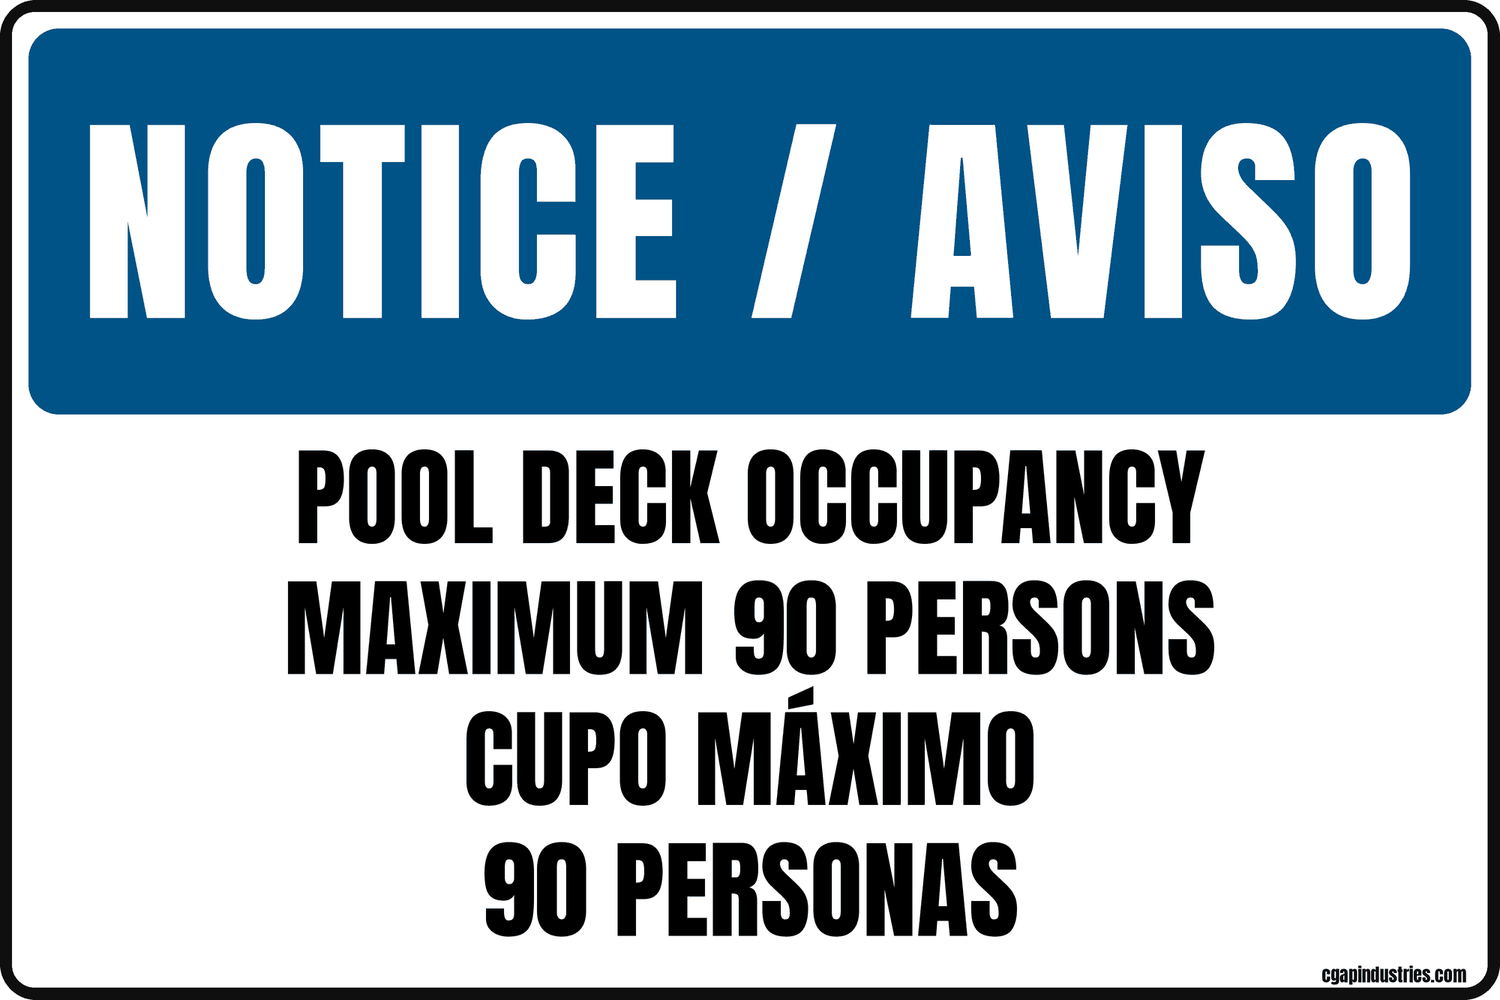 NOTICE / AVISO
POOL DECK OCCUPANCY
MAXIMUM 90 PERSONS
CUPO MÁXIMO
90 PERSONAS
cgapindustries.com